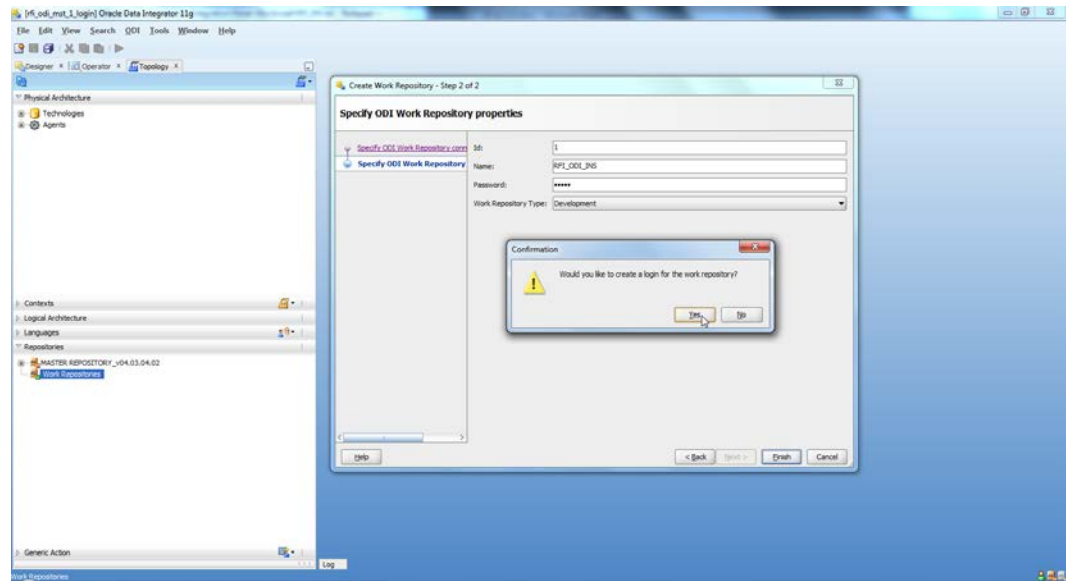 [rfi_odi_mst_1_login] Oracle Data Integrator 11g
File Edit View Search ODI Tools Window Help
Designer Operator Topology
Physical Architecture
Technologies
Agents
Contexts
Logical Architecture
Languages
Repositories
MASTER REPOSITORY_v04.03.04.02
Work Repositories
Generic Action
Work Repositories
Create Work Repository - Step 2 of 2
Specify ODI Work Repository properties
Specify ODI Work Repository conn
Specify ODI Work Repository
Id: 1
Name: RFI_ODI_INS
Password: •••••
Work Repository Type: Development
Confirmation
Would you like to create a login for the work repository?
Yes No
Help < Back Next > Finish Cancel
Log